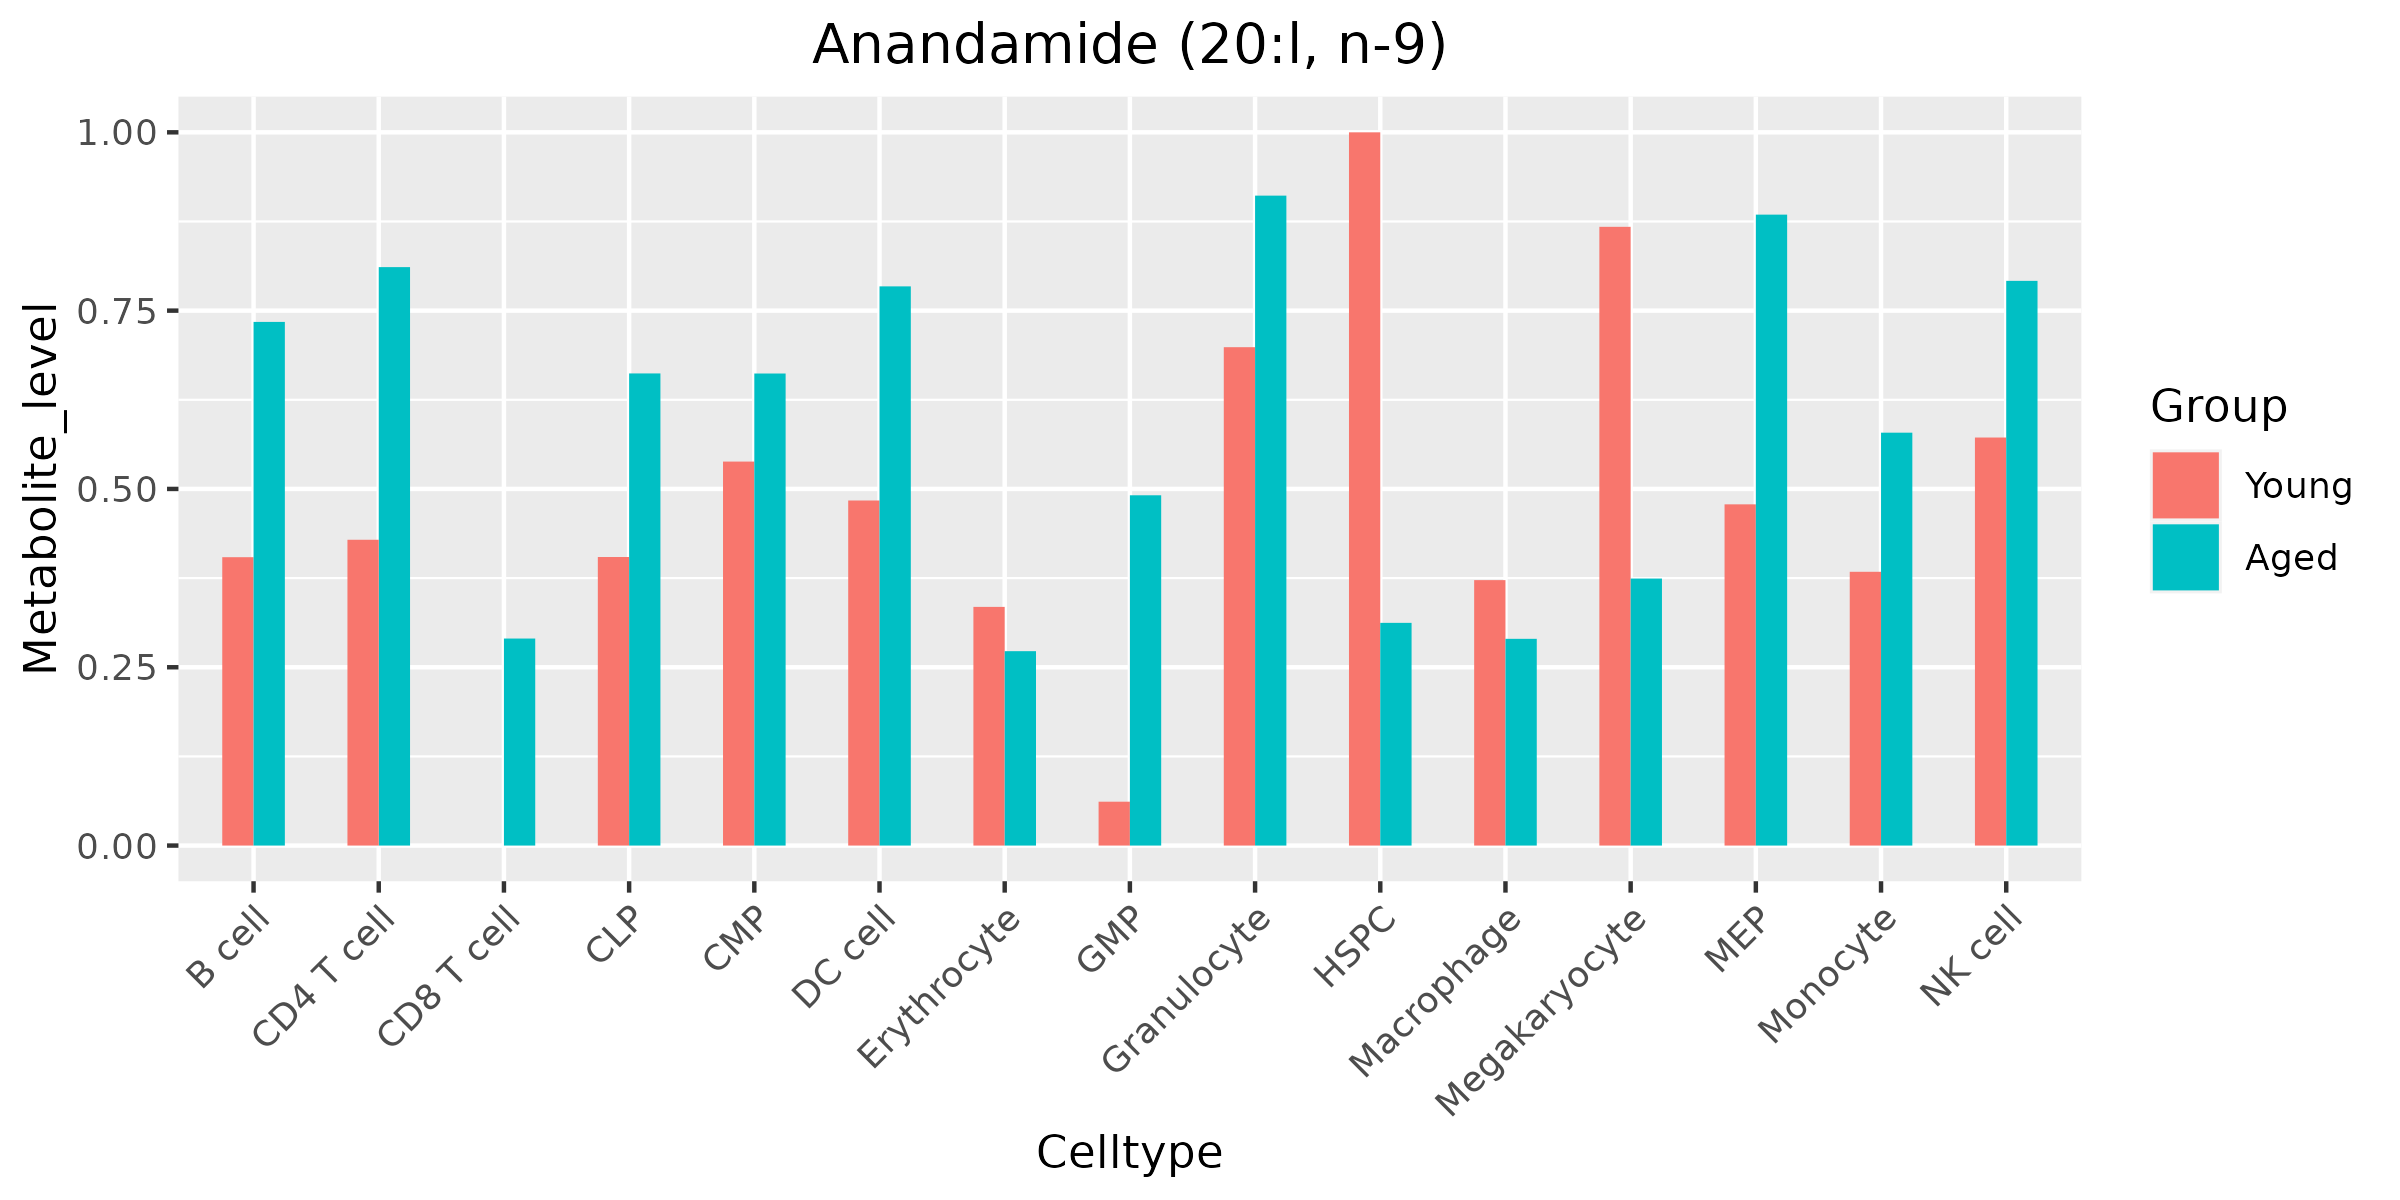 Anandamide (20:l, n-9)
Metabolite_level
1.00
0.75
0.50
0.25
0.00
B cell
CD4 T cell
CD8 T cell
CLP
CMP
DC cell
Erythrocyte
GMP
Granulocyte
HSPC
Macrophage
Megakaryocyte
MEP
Monocyte
NK cell
Celltype
Group
Young
Aged